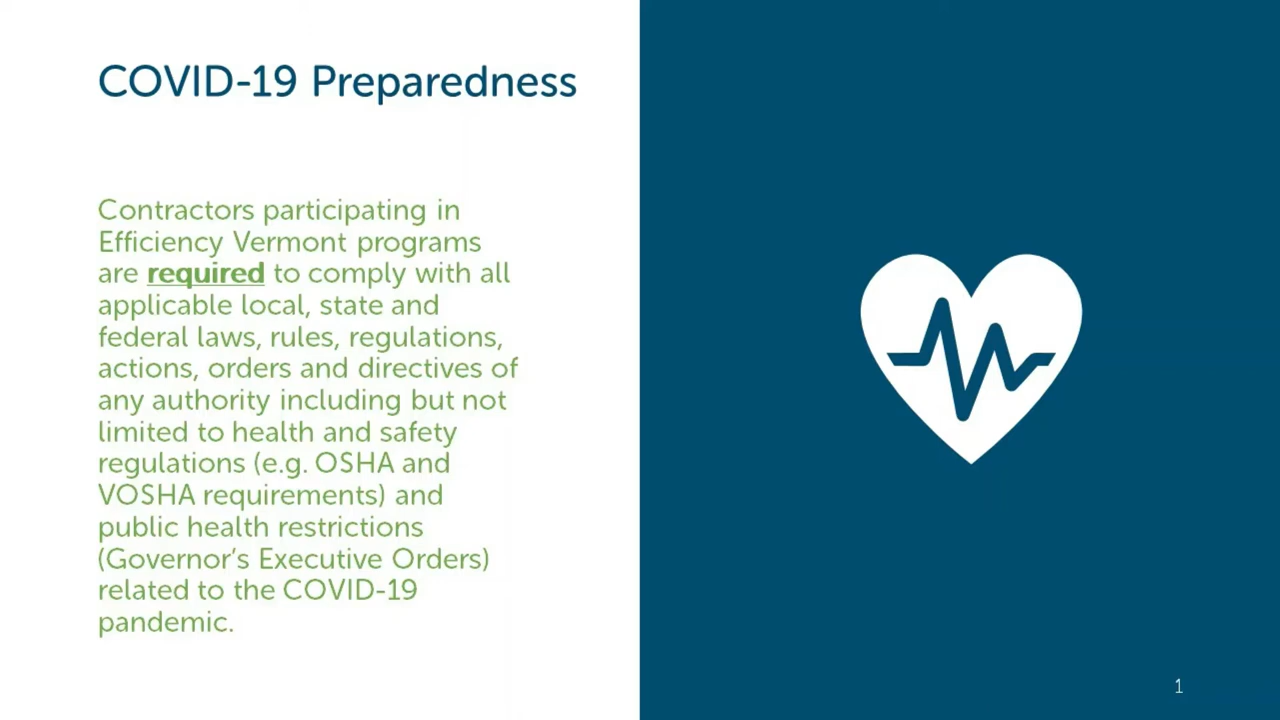 COVID-19 Preparedness
Contractors participating in
Efficiency Vermont programs
are required to comply with all
applicable local, state and
federal laws, rules, regulations,
actions, orders and directives of
any authority including but not
limited to health and safety
regulations (e.g. OSHA and
VOSHA requirements) and
public health restrictions
(Governor’s Executive Orders)
related to the COVID-19
pandemic.
1